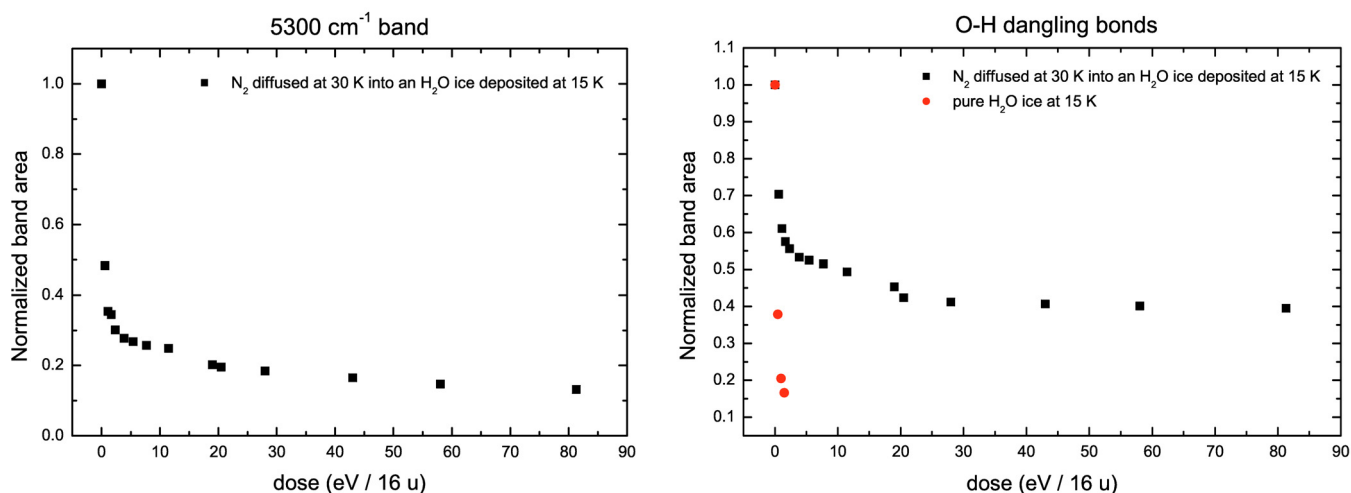 5300 cm⁻¹ band
N₂ diffused at 30 K into an H₂O ice deposited at 15 K
Normalized band area
1.0
0.8
0.6
0.4
0.2
0.0
0 10 20 30 40 50 60 70 80 90
dose (eV / 16 u)
O-H dangling bonds
N₂ diffused at 30 K into an H₂O ice deposited at 15 K
pure H₂O ice at 15 K
Normalized band area
1.0
0.9
0.8
0.7
0.6
0.5
0.4
0.3
0.2
0.1
0 10 20 30 40 50 60 70 80 90
dose (eV / 16 u)